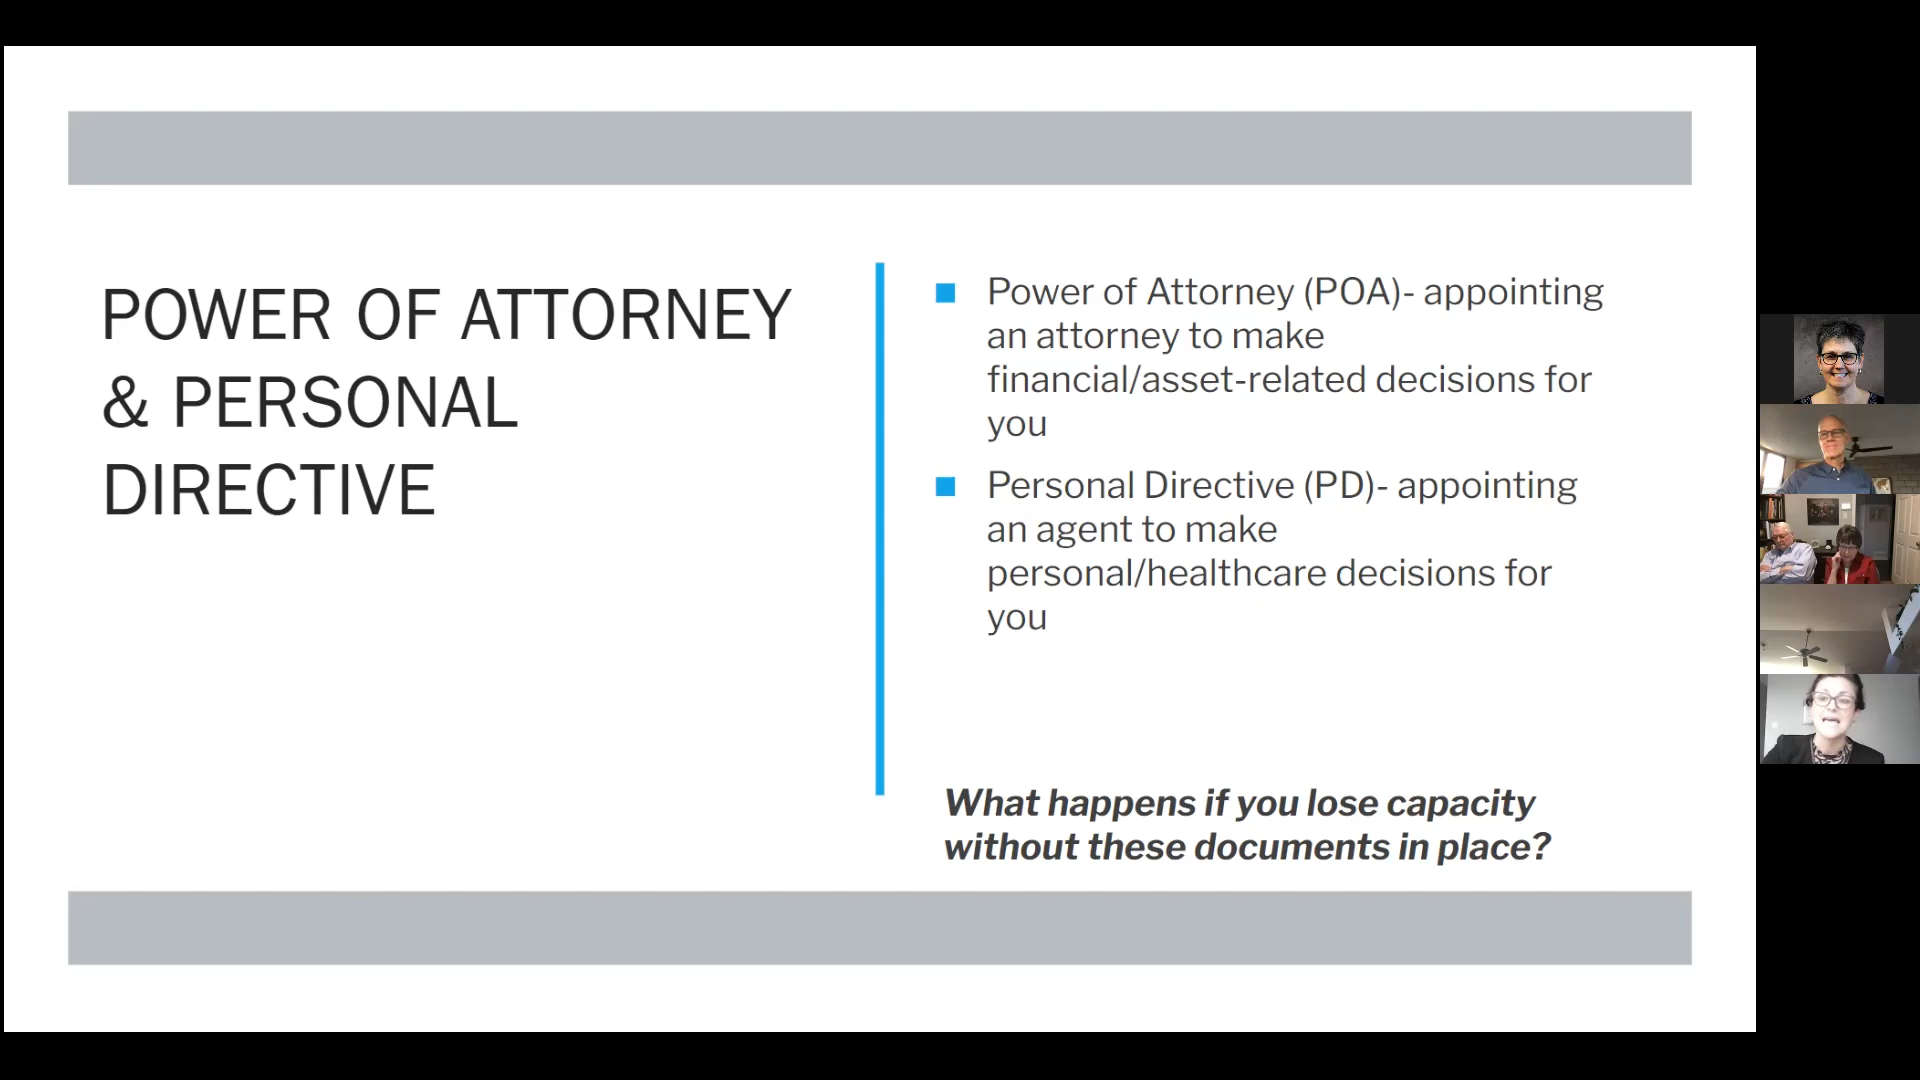 POWER OF ATTORNEY
& PERSONAL
DIRECTIVE
Power of Attorney (POA)- appointing
an attorney to make
financial/asset-related decisions for
you
Personal Directive (PD)- appointing
an agent to make
personal/healthcare decisions for
you
What happens if you lose capacity
without these documents in place?